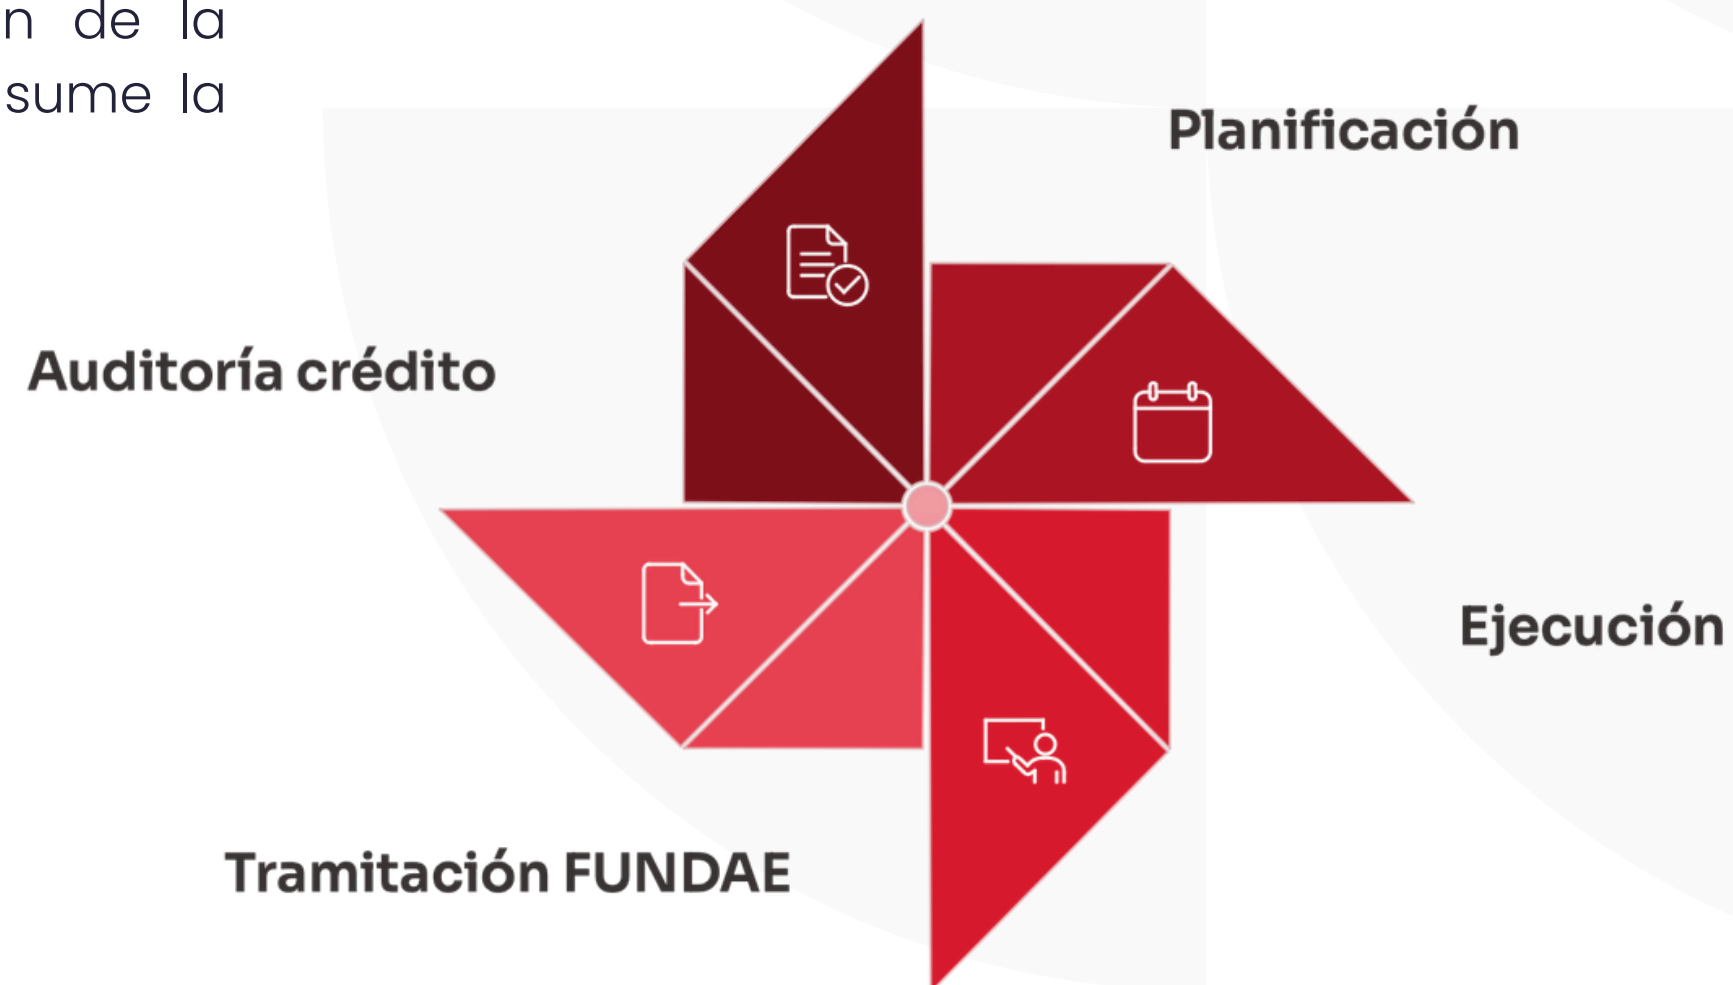 n de la
sume la
Planificación
Auditoría crédito
Ejecución
Tramitación FUNDAE